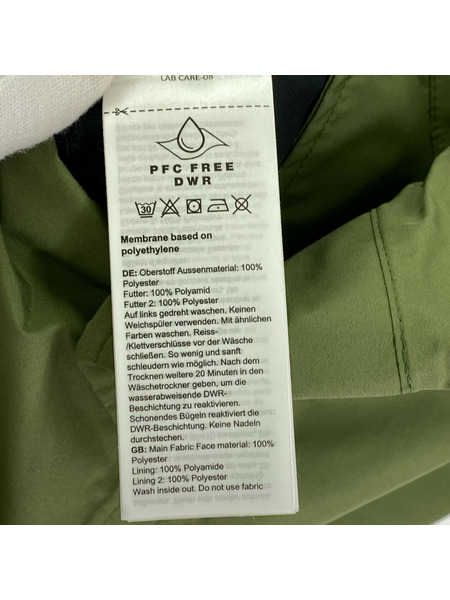 LAB CARE-08
PFC FREE
DWR
30
Membrane based on
polyethylene
DE: Oberstoff Aussenmaterial: 100%
Polyester
Futter: 100% Polyamid
Futter 2: 100% Polyester
Auf links gedreht waschen. Keinen
Weichspüler verwenden. Mit ähnlichen
Farben waschen. Reiss-
/Klettverschlüsse vor der Wäsche
schließen. So wenig und sanft
schleudern wie möglich. Nach dem
Trocknen weitere 20 Minuten in den
Wäschetrockner geben, um die
wasserabweisende DWR-
Beschichtung zu reaktivieren.
Schonendes Bügeln reaktiviert die
DWR-Beschichtung. Keine Nadeln
durchstechen.
GB: Main Fabric Face material: 100%
Polyester
Lining: 100% Polyamide
Lining 2: 100% Polyester
Wash inside out. Do not use fabric